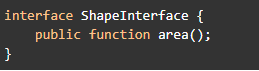 interface ShapeInterface {
    public function area();
}